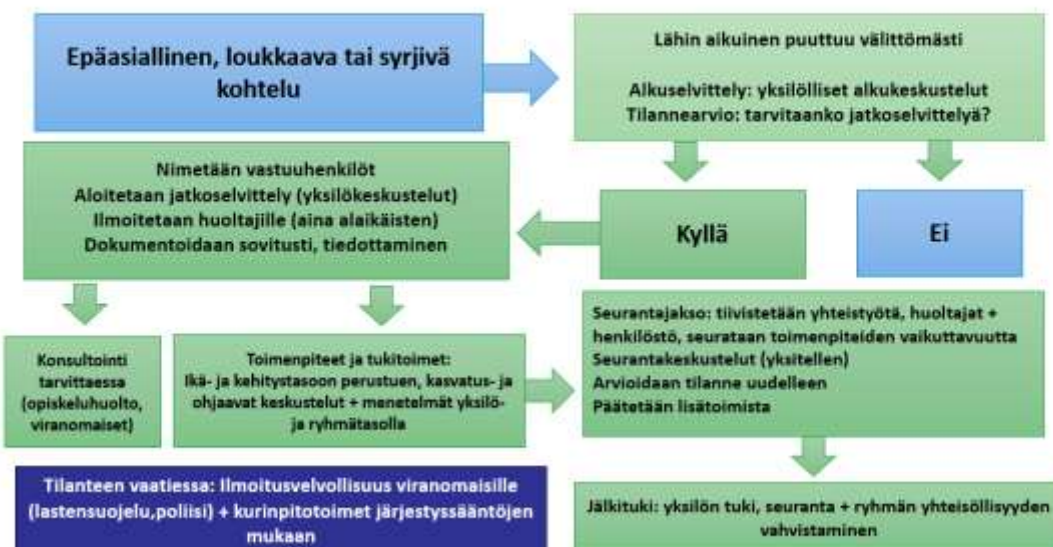 Epäasiallinen, loukkaava tai syrjivä
kohtelu
Lähin aikuinen puuttuu välittömästi
Alkuselvittely: yksilölliset alkukeskustelut
Tilannearvio: tarvitaanko jatkoselvittelyä?
Kyllä
Ei
Nimetään vastuuhenkilöt
Aloitetaan jatkoselvittely (yksilökeskustelut)
Ilmoitetaan huoltajille (aina alaikäisten)
Dokumentoidaan sovitusti, tiedottaminen
Konsultointi
tarvittaessa
(opiskeluhuolto,
viranomaiset)
Toimenpiteet ja tukitoimet:
Ikä- ja kehitystasoon perustuen, kasvatus- ja
ohjaavat keskustelut + menetelmät yksilö-
ja ryhmätasolla
Seurantajakso: tiivistetään yhteistyötä, huoltajat +
henkilöstö, seurataan toimenpiteiden vaikuttavuutta
Seurantakeskustelut (yksitellen)
Arvioidaan tilanne uudelleen
Päätetään lisätoimista
Tilanteen vaatiessa: Ilmoitusvelvollisuus viranomaisille
(lastensuojelu,poliisi) + kurinpitotoimet järjestyssääntöjen
mukaan
Jälkituki: yksilön tuki, seuranta + ryhmän yhteisöllisyyden
vahvistaminen